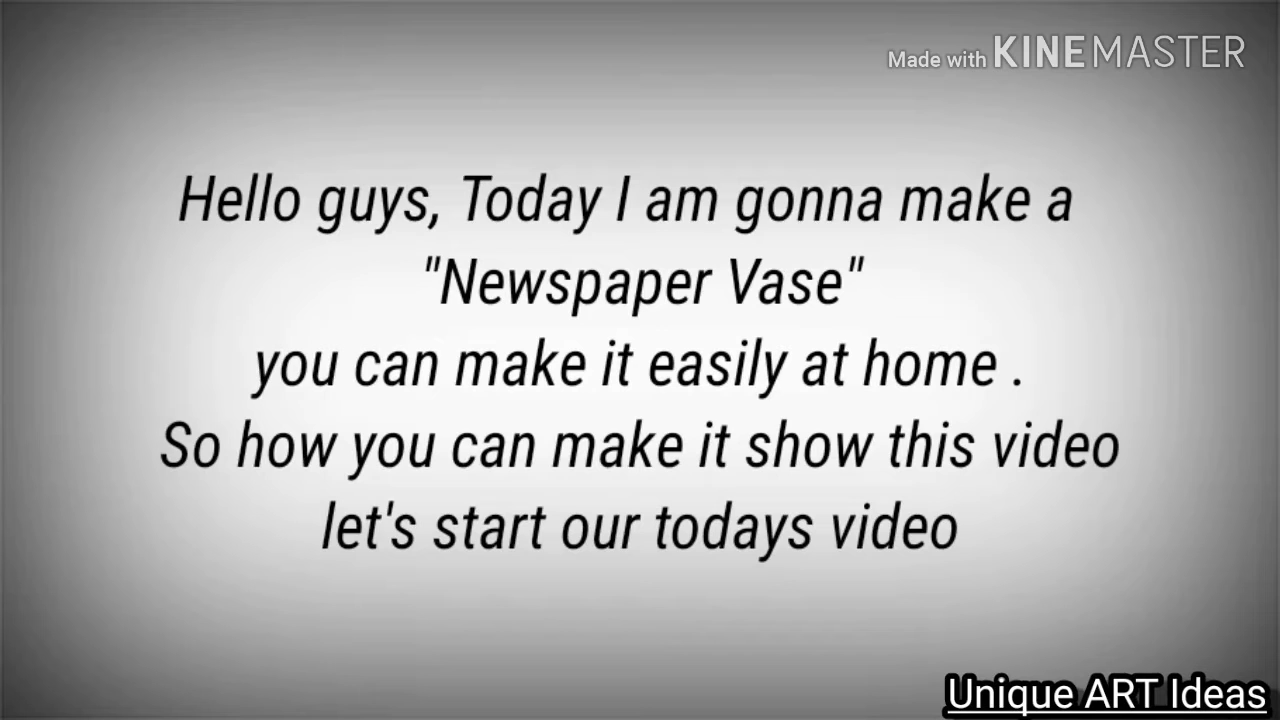 Made with KINEMASTER
Hello guys, Today I am gonna make a
"Newspaper Vase"
you can make it easily at home .
So how you can make it show this video
let's start our todays video
Unique ART Ideas